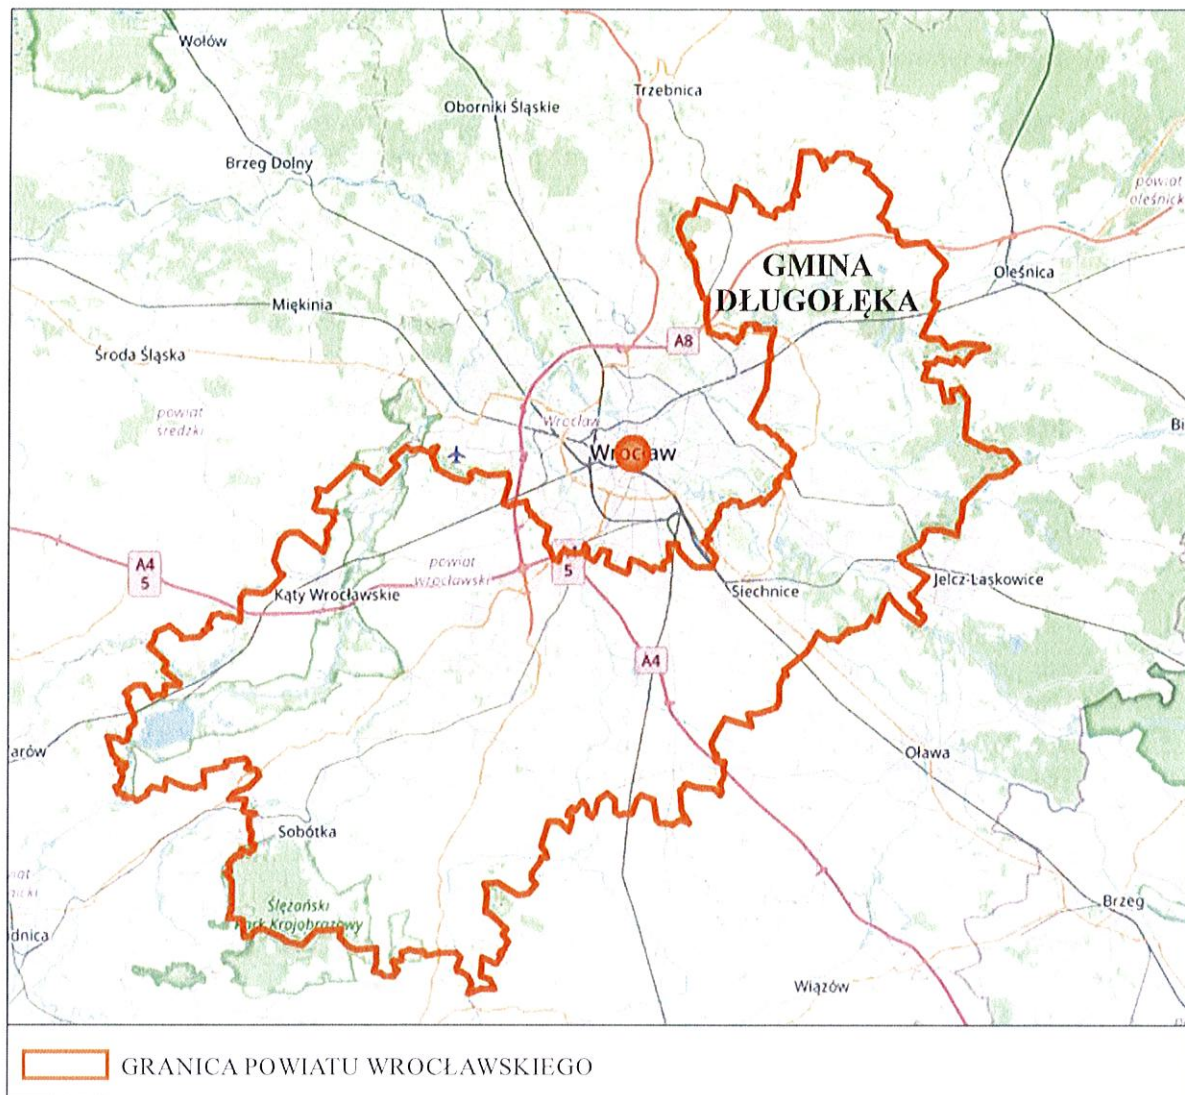 Wołów
Trzebnica
Oborniki Śląskie
Brzeg Dolny
powiat
oleśnicki
GMINA
DŁUGOŁĘKA
Oleśnica
Miękinia
A8
Środa Śląska
powiat
średzki
Wrocław
Wrocław
A4
5
powiat
wrocławski
5
Kąty Wrocławskie
Siechnice
Jelcz-Laskowice
A4
arów
Oława
Sobótka
Ślężański
Park Krajobrazowy
dnica
Brzeg
Wiązów
GRANICA POWIATU WROCŁAWSKIEGO